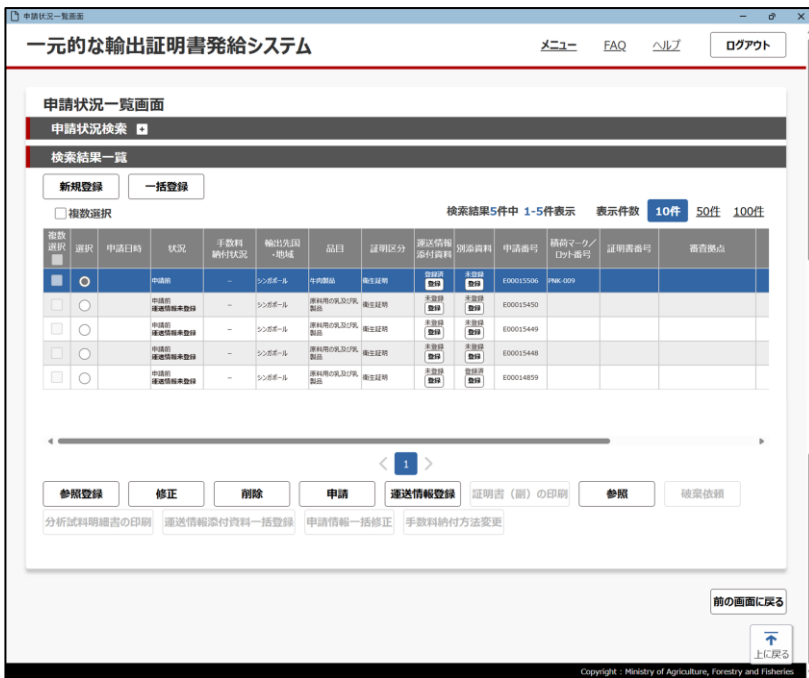 申請状況一覧画面
一元的な輸出証明書発給システム メニュー FAQ ヘルプ ログアウト
申請状況一覧画面
申請状況検索
検索結果一覧
新規登録 一括登録
複数選択 検索結果5件中 1-5件表示 表示件数 10件 50件 100件
複数選択 選択 申請日時 状況 手数料納付状況 輸出先国・地域 品目 証明区分 運送情報添付資料 別添資料 申請番号 積荷マーク／ロット番号 証明書番号 審査拠点
申請前 － シンガポール 牛肉製品 衛生証明 登録済 登録 未登録 登録 E00015506 PNK-009
申請前 運送情報未登録 － シンガポール 原料用の乳及び乳製品 衛生証明 未登録 登録 未登録 登録 E00015450
申請前 運送情報未登録 － シンガポール 原料用の乳及び乳製品 衛生証明 未登録 登録 未登録 登録 E00015449
申請前 運送情報未登録 － シンガポール 原料用の乳及び乳製品 衛生証明 未登録 登録 未登録 登録 E00015448
申請前 運送情報未登録 － シンガポール 原料用の乳及び乳製品 衛生証明 未登録 登録 登録済 登録 E00014859
1
参照登録 修正 削除 申請 運送情報登録 証明書（副）の印刷 参照 破棄依頼
分析試料明細書の印刷 運送情報添付資料一括登録 申請情報一括修正 手数料納付方法変更
前の画面に戻る
上に戻る
Copyright : Ministry of Agriculture, Forestry and Fisheries